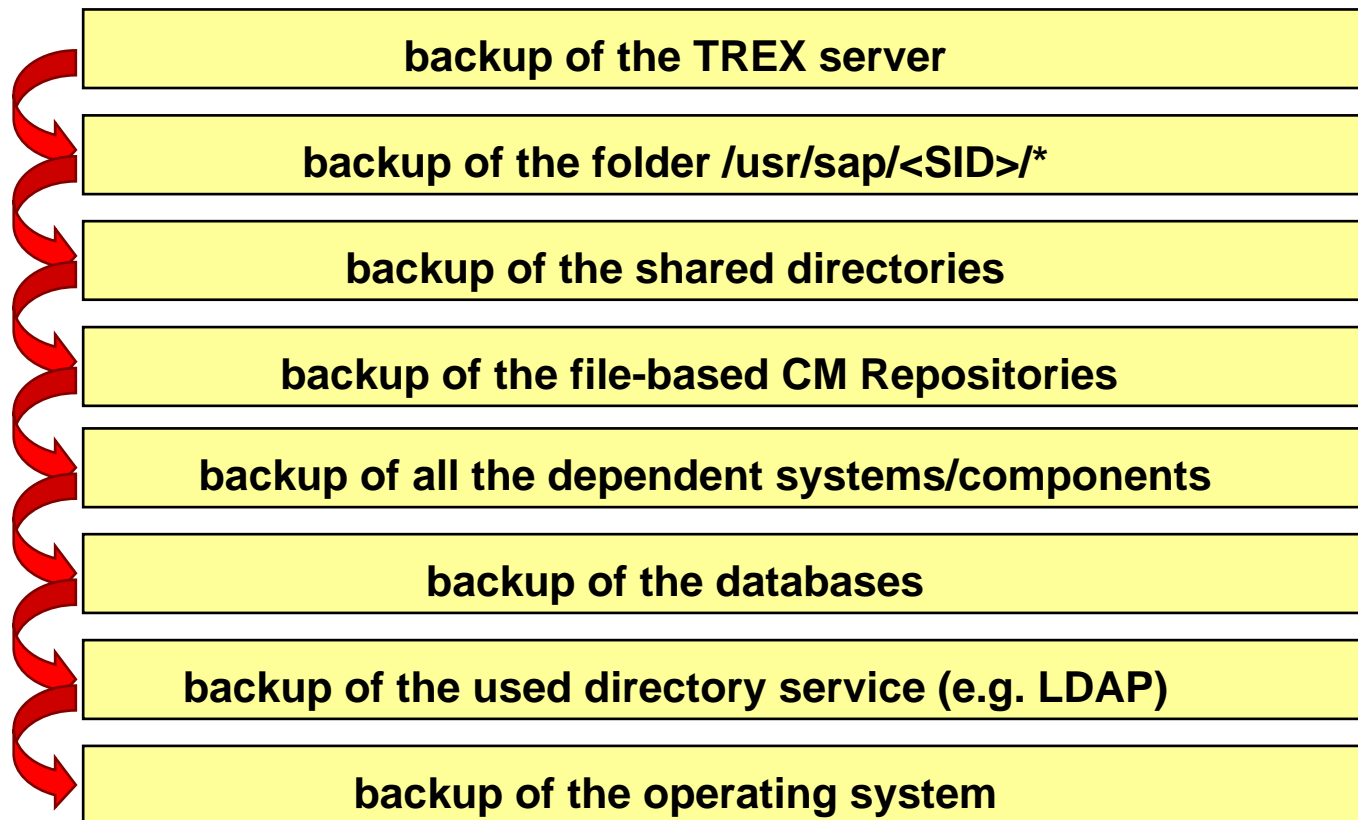 backup of the TREX server
backup of the folder /usr/sap/<SID>/*
backup of the shared directories
backup of the file-based CM Repositories
backup of all the dependent systems/components
backup of the databases
backup of the used directory service (e.g. LDAP)
backup of the operating system